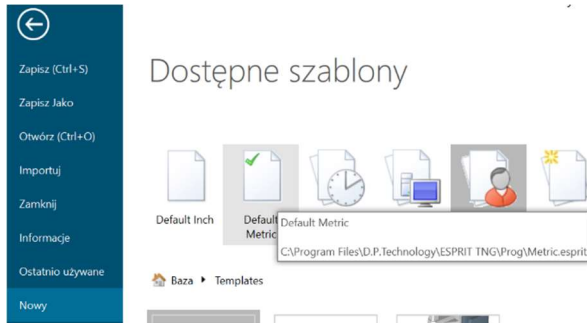 Dostępne szablony
Zapisz (Ctrl+S)
Zapisz Jako
Otwórz (Ctrl+O)
Importuj
Zamknij
Informacje
Ostatnio używane
Nowy
Default Inch
Default
Metric
Default Metric
C:\Program Files\D.P.Technology\ESPRIT TNG\Prog\Metric.esprit
Baza
Templates